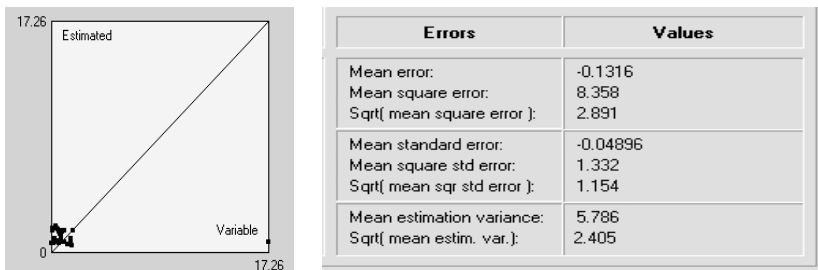 17.26
Estimated
Variable
0
17.26
Errors Values
Mean error: -0.1316
Mean square error: 8.358
Sqrt( mean square error ): 2.891
Mean standard error: -0.04896
Mean square std error: 1.332
Sqrt( mean sqr std error ): 1.154
Mean estimation variance: 5.786
Sqrt( mean estim. var.): 2.405